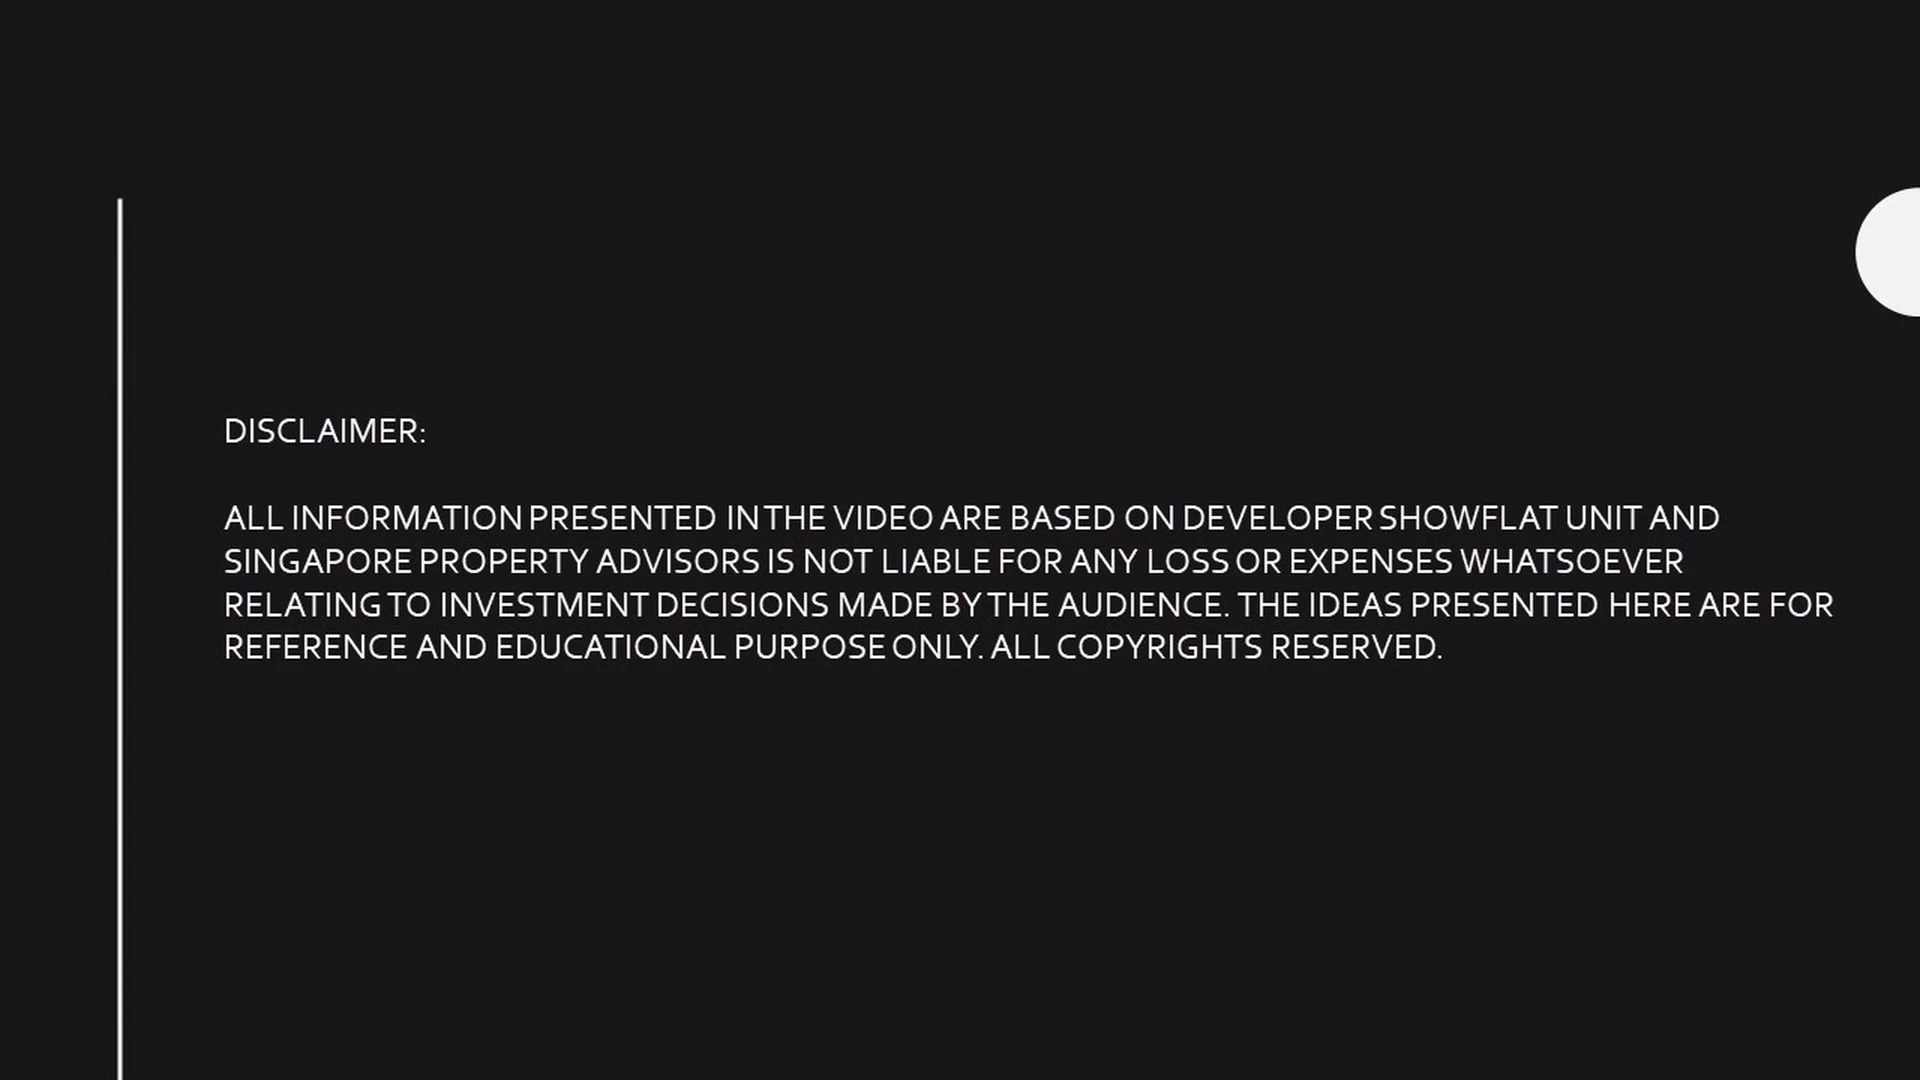 DISCLAIMER:
ALL INFORMATION PRESENTED IN THE VIDEO ARE BASED ON DEVELOPER SHOWFLAT UNIT AND
SINGAPORE PROPERTY ADVISORS IS NOT LIABLE FOR ANY LOSS OR EXPENSES WHATSOEVER
RELATING TO INVESTMENT DECISIONS MADE BY THE AUDIENCE. THE IDEAS PRESENTED HERE ARE FOR
REFERENCE AND EDUCATIONAL PURPOSE ONLY. ALL COPYRIGHTS RESERVED.